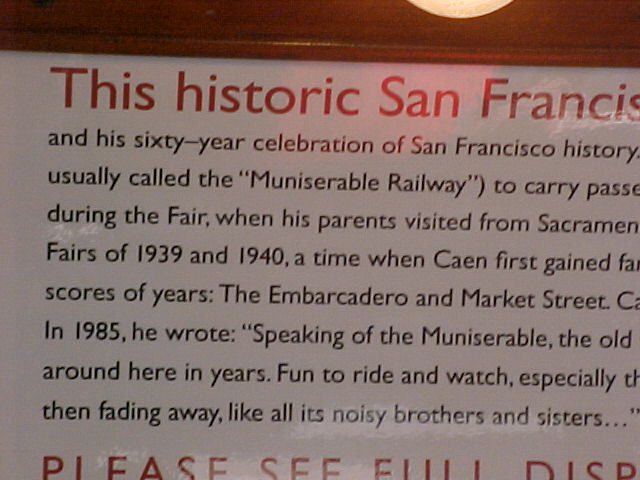 This historic San Francis
and his sixty–year celebration of San Francisco history.
usually called the “Muniserable Railway”) to carry passe
during the Fair, when his parents visited from Sacramen
Fairs of 1939 and 1940, a time when Caen first gained fa
scores of years: The Embarcadero and Market Street. Ca
In 1985, he wrote: “Speaking of the Muniserable, the old
around here in years. Fun to ride and watch, especially th
then fading away, like all its noisy brothers and sisters…”
PLEASE SEE FULL DISP